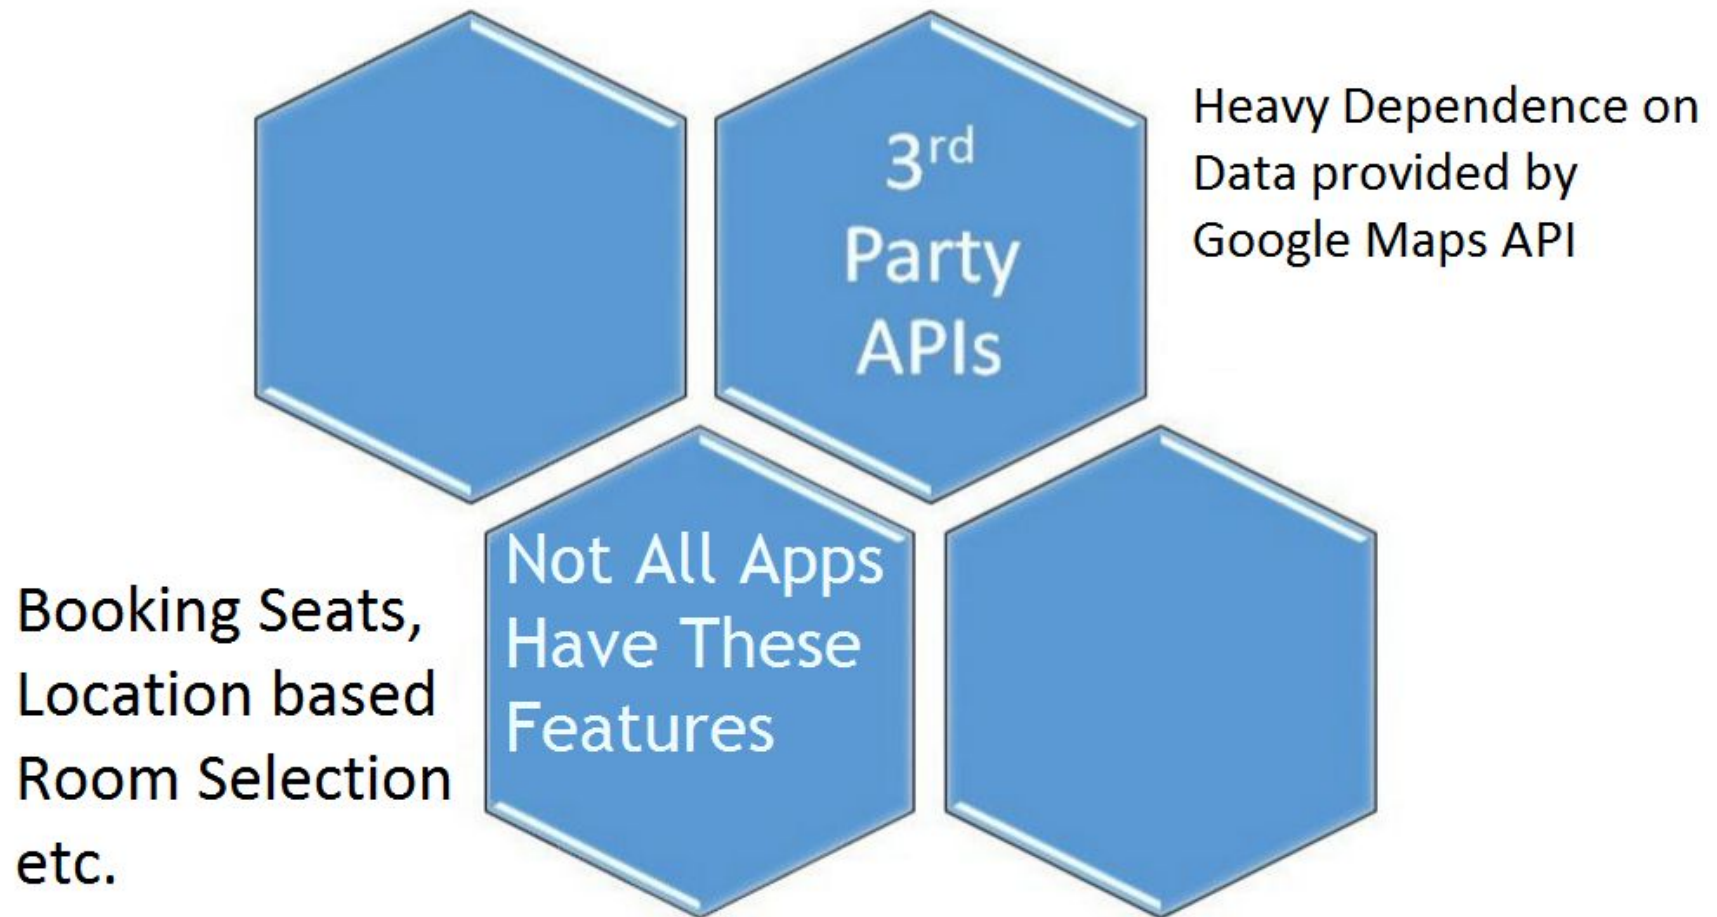 3rd
Party
APIs
Heavy Dependence on
Data provided by
Google Maps API
Booking Seats,
Location based
Room Selection
etc.
Not All Apps
Have These
Features